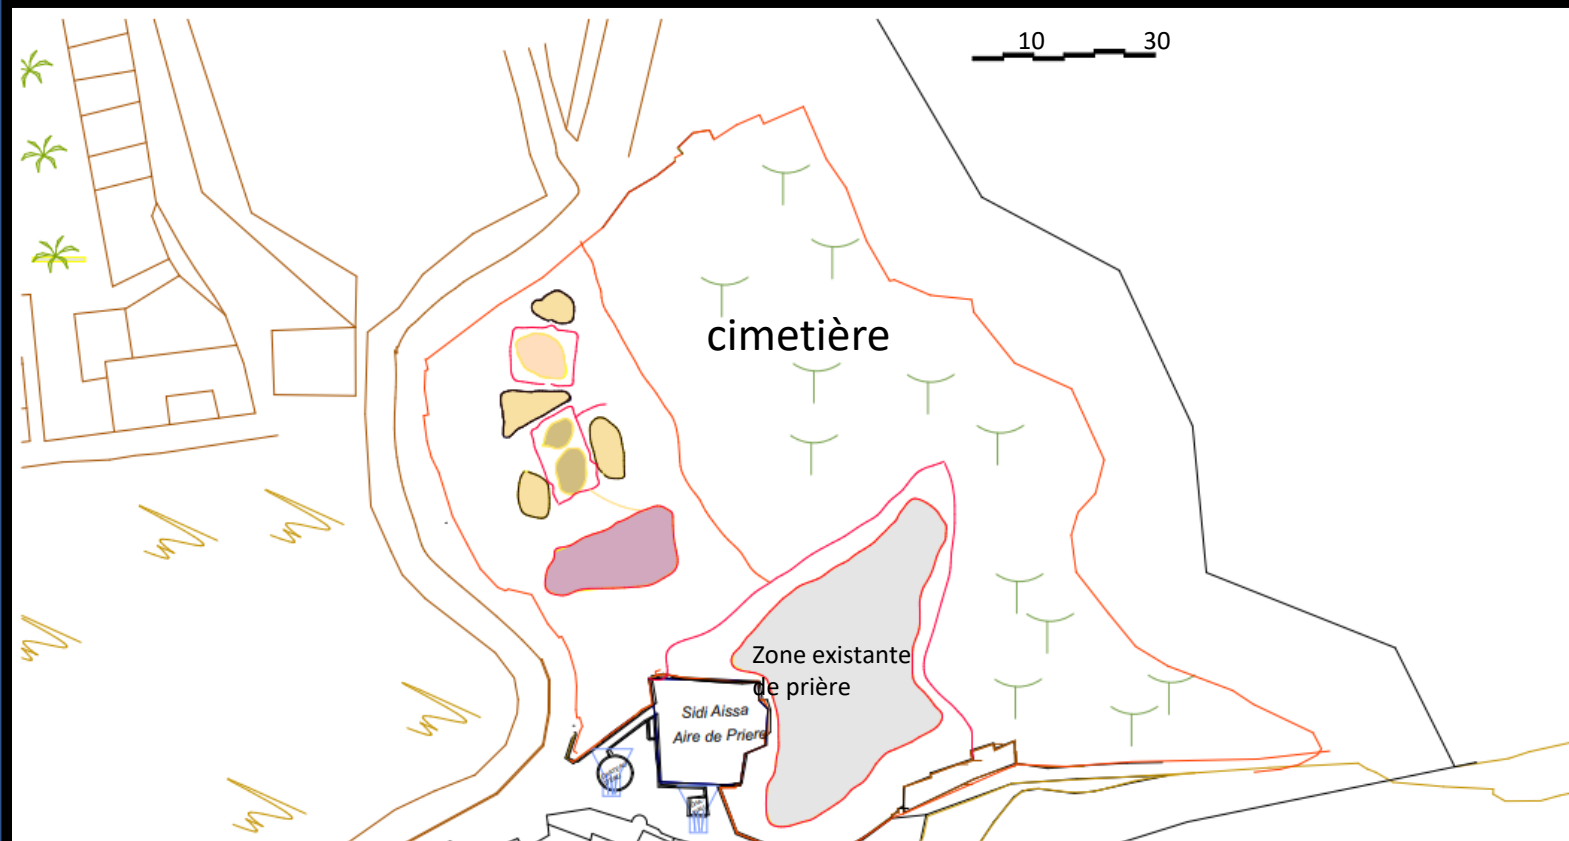 10 30
cimetière
Zone existante
de prière
Sidi Aissa
Aire de Priere